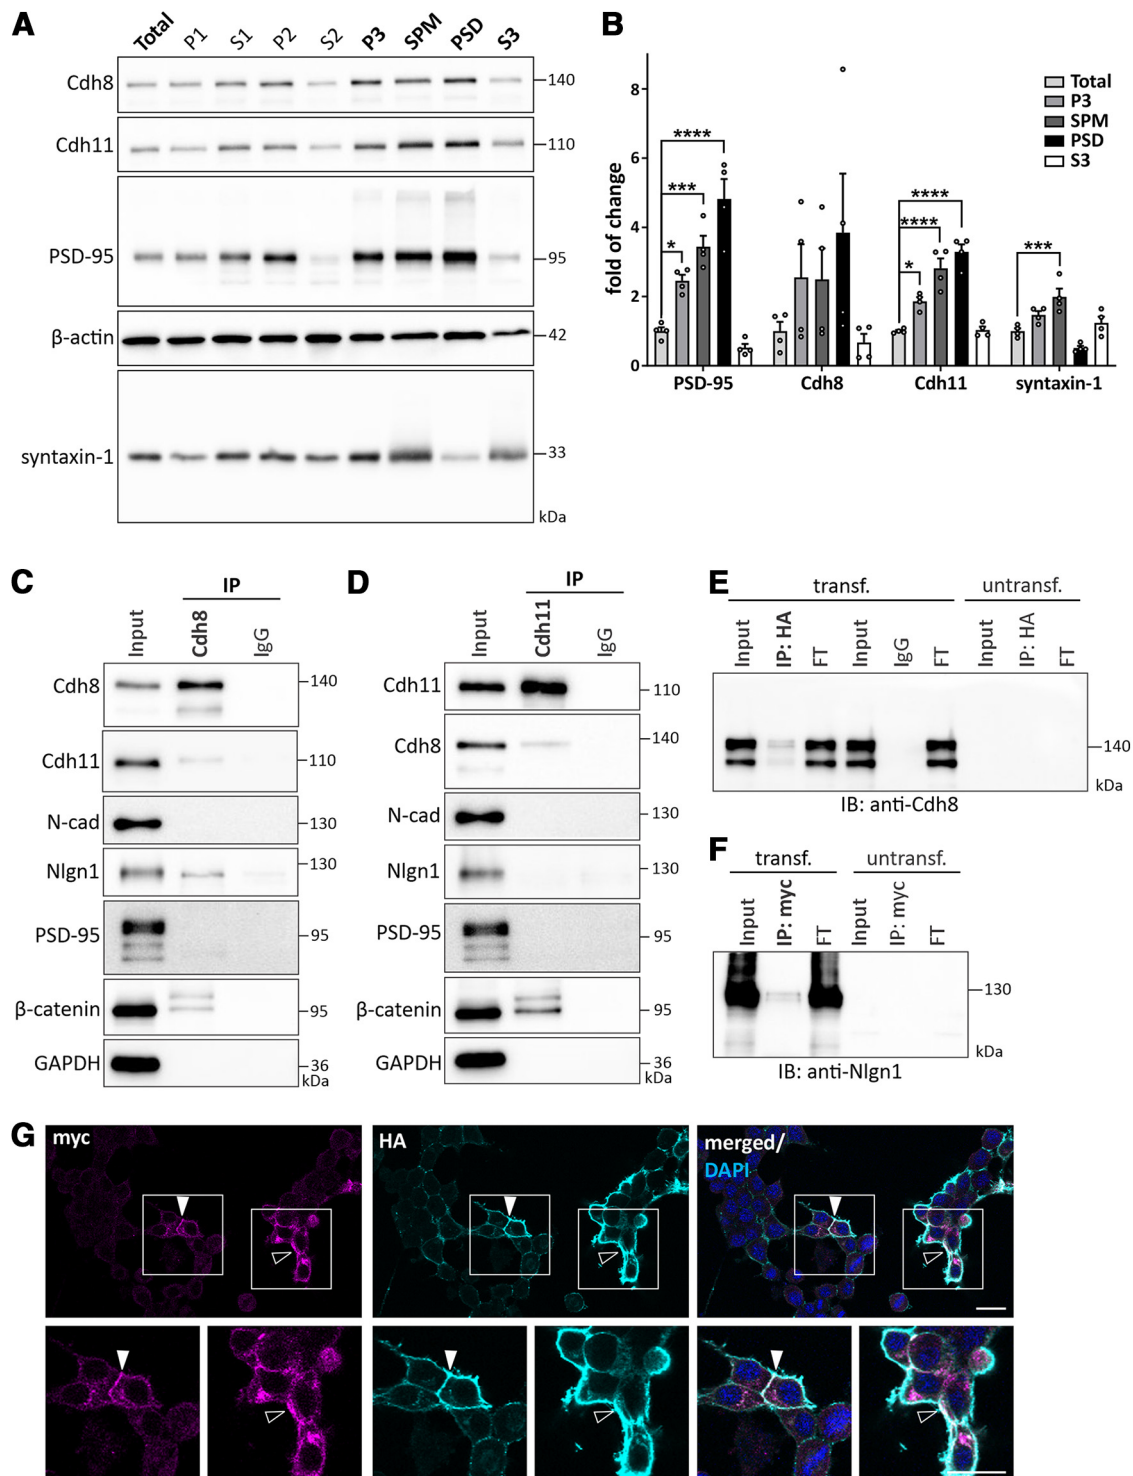 A
Total P1 S1 P2 S2 P3 SPM PSD S3
Cdh8
140
Cdh11
110
PSD-95
95
β-actin
42
syntaxin-1
33
kDa
B
fold of change
8
6
4
2
0
**** 
***
*
****
****
*
***
Total
P3
SPM
PSD
S3
PSD-95 Cdh8 Cdh11 syntaxin-1
C
IP
Input Cdh8 IgG
Cdh8 140
Cdh11 110
N-cad 130
Nlgn1 130
PSD-95 95
β-catenin 95
GAPDH 36
kDa
D
IP
Input Cdh11 IgG
Cdh11 110
Cdh8 140
N-cad 130
Nlgn1 130
PSD-95 95
β-catenin 95
GAPDH 36
kDa
E
transf. untransf.
Input IP: HA FT Input IgG FT Input IP: HA FT
140
kDa
IB: anti-Cdh8
F
transf. untransf.
Input IP: myc FT Input IP: myc FT
130
kDa
IB: anti-Nlgn1
G
myc
HA
merged/
DAPI